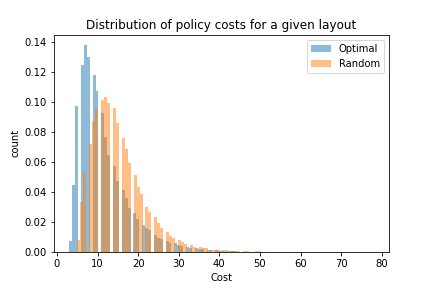 Distribution of policy costs for a given layout
Optimal
Random
0.14
0.12
0.10
0.08
0.06
0.04
0.02
0.00
count
0 10 20 30 40 50 60 70 80
Cost